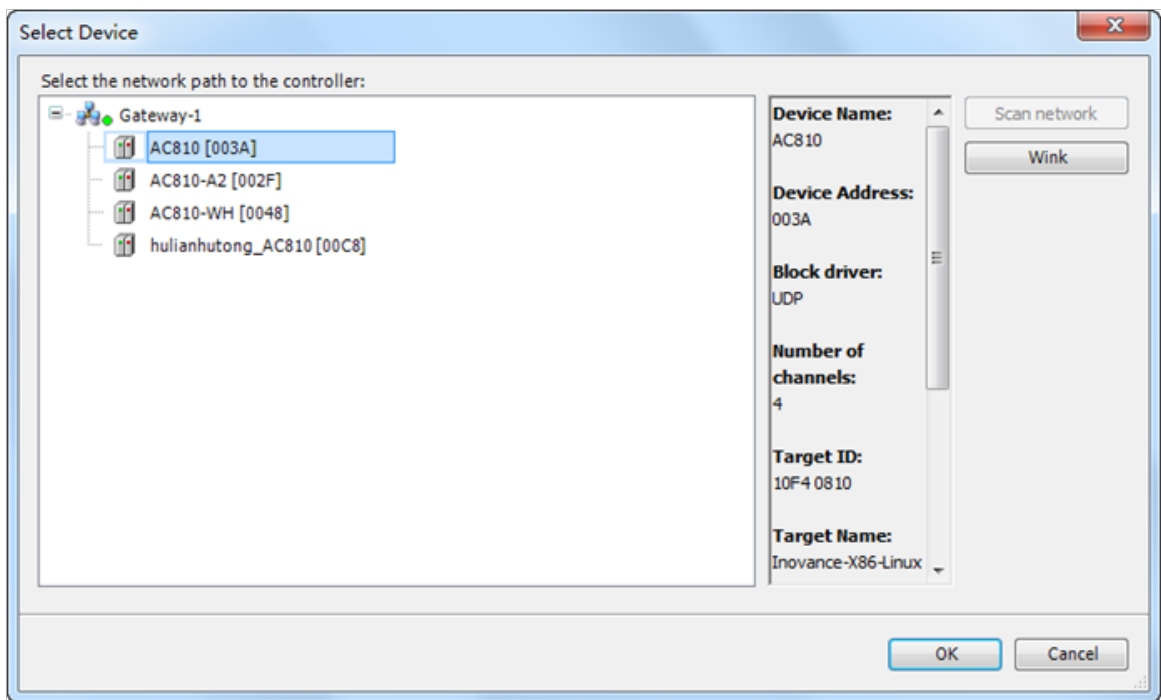 Select Device
Select the network path to the controller:
Gateway-1
AC810 [003A]
AC810-A2 [002F]
AC810-WH [0048]
hulianhutong_AC810 [00C8]
Device Name:
AC810
Device Address:
003A
Block driver:
UDP
Number of
channels:
4
Target ID:
10F4 0810
Target Name:
Inovance-X86-Linux
Scan network
Wink
OK
Cancel